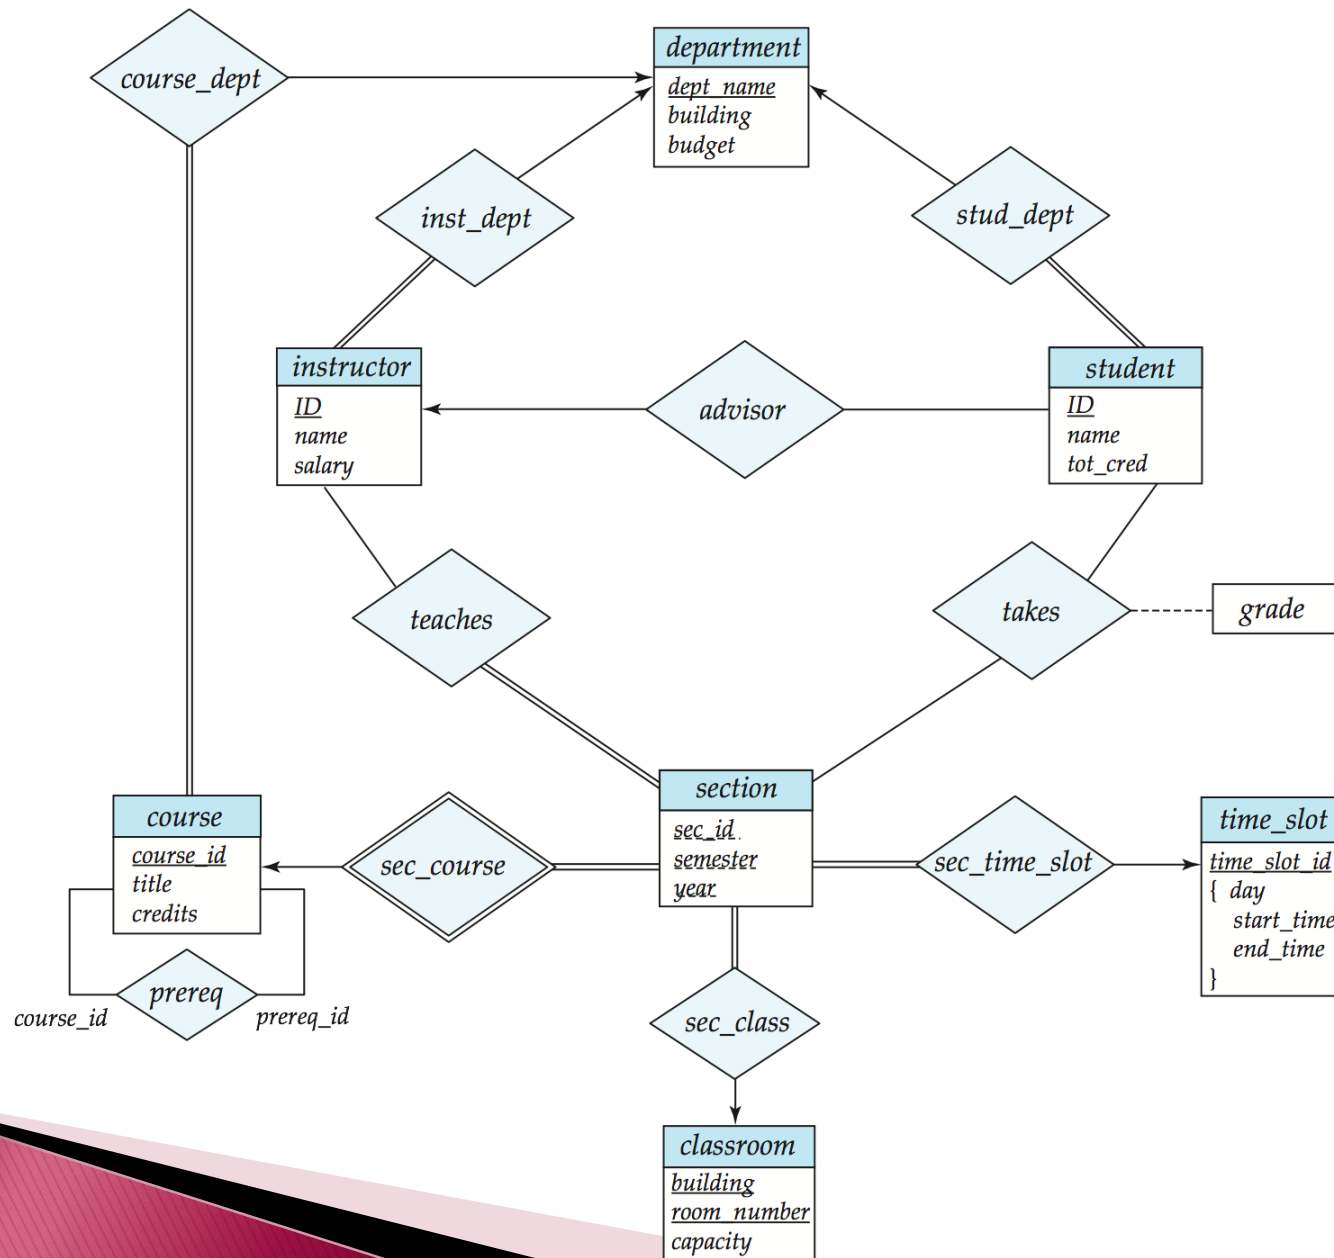 course_dept
department
dept_name
building
budget
inst_dept
stud_dept
instructor
ID
name
salary
advisor
student
ID
name
tot_cred
teaches
takes
grade
course
course_id
title
credits
prereq
course_id
prereq_id
sec_course
section
sec_id
semester
year
sec_time_slot
time_slot
time_slot_id
{ day
start_time
end_time
}
sec_class
classroom
building
room_number
capacity